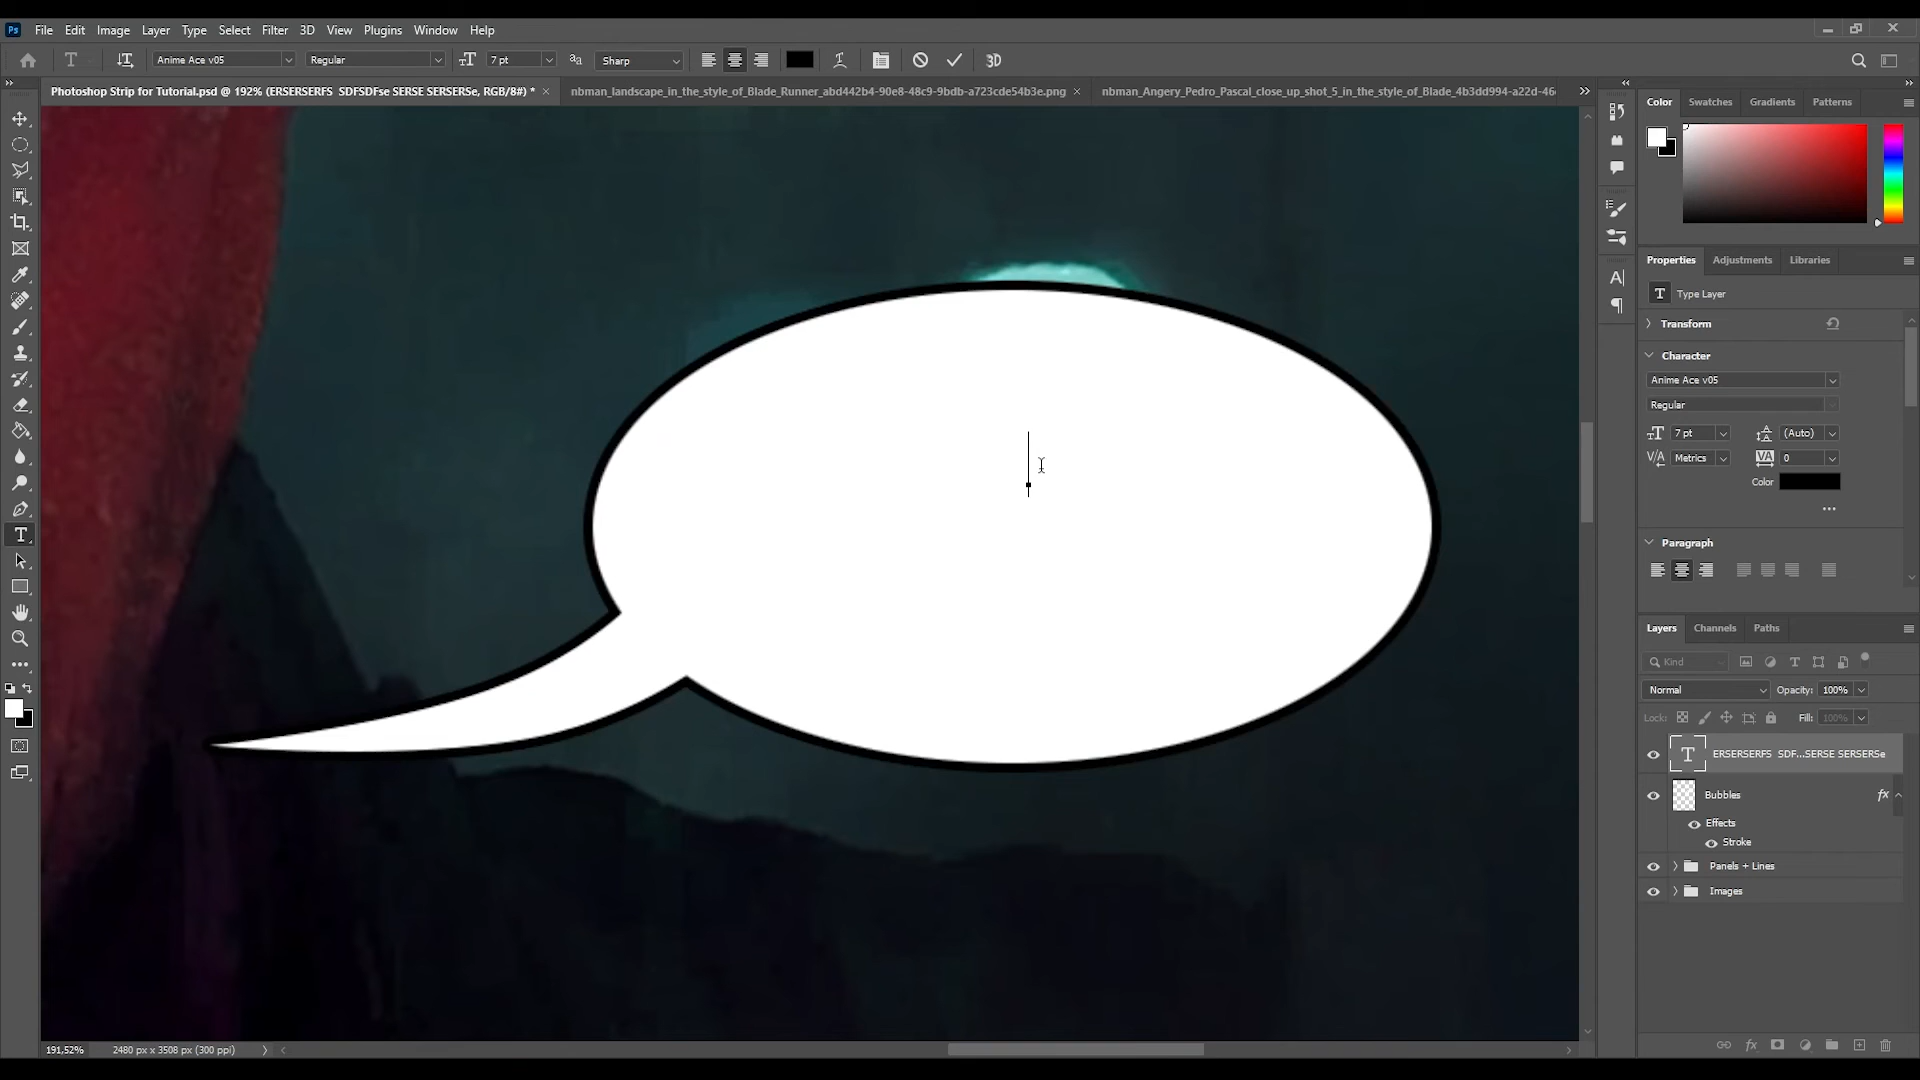 Ps File Edit Image Layer Type Select Filter 3D View Plugins Window Help
T Anime Ace v05 Regular 7 pt Sharp 3D
Photoshop Strip for Tutorial.psd @ 192% (ERSERSERFS SDFSDFse SERSE SERSERSe, RGB/8#) *
nbman_landscape_in_the_style_of_Blade_Runner_abd442b4-90e8-48c9-9bdb-a723cde54b3e.png
nbman_Angery_Pedro_Pascal_close_up_shot_5_in_the_style_of_Blade_4b3dd994-a22d-46
Color Swatches Gradients Patterns
Properties Adjustments Libraries
T Type Layer
Transform
Character
Anime Ace v05
Regular
7 pt (Auto)
Metrics 0
Color
Paragraph
Layers Channels Paths
Kind
Normal Opacity: 100%
Lock: Fill: 100%
T ERSERSERFS SDF...SERSE SERSERSe
Bubbles fx
Effects
Stroke
Panels + Lines
Images
191,52% 2480 px x 3508 px (300 ppi)